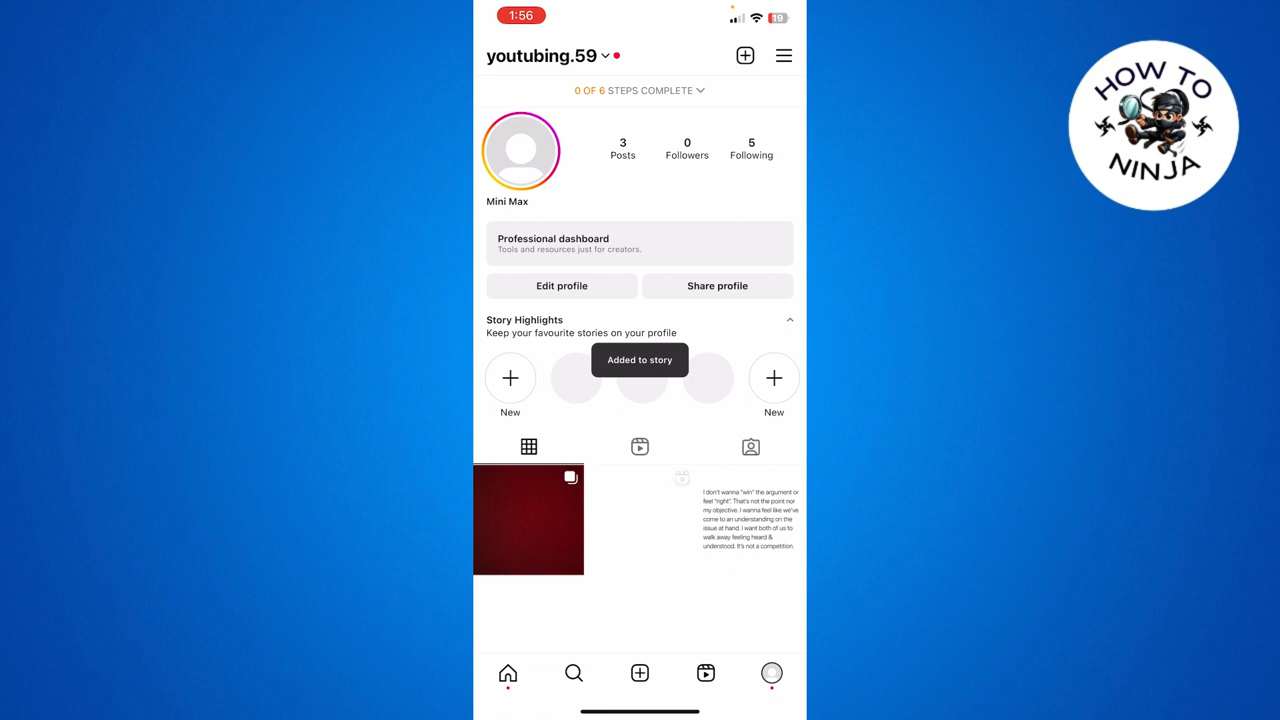 1:56
19
youtubing.59
0 OF 6 STEPS COMPLETE
3
Posts
0
Followers
5
Following
Mini Max
Professional dashboard
Tools and resources just for creators.
Edit profile
Share profile
Story Highlights
Keep your favourite stories on your profile
Added to story
New
New
I don't wanna "win" the argument or
feel "right". That's not the point nor
my objective. I wanna feel like we've
come to an understanding on the
issue at hand. I want both of us to
walk away feeling heard &
understood. It's not a competition.
HOW TO
NINJA